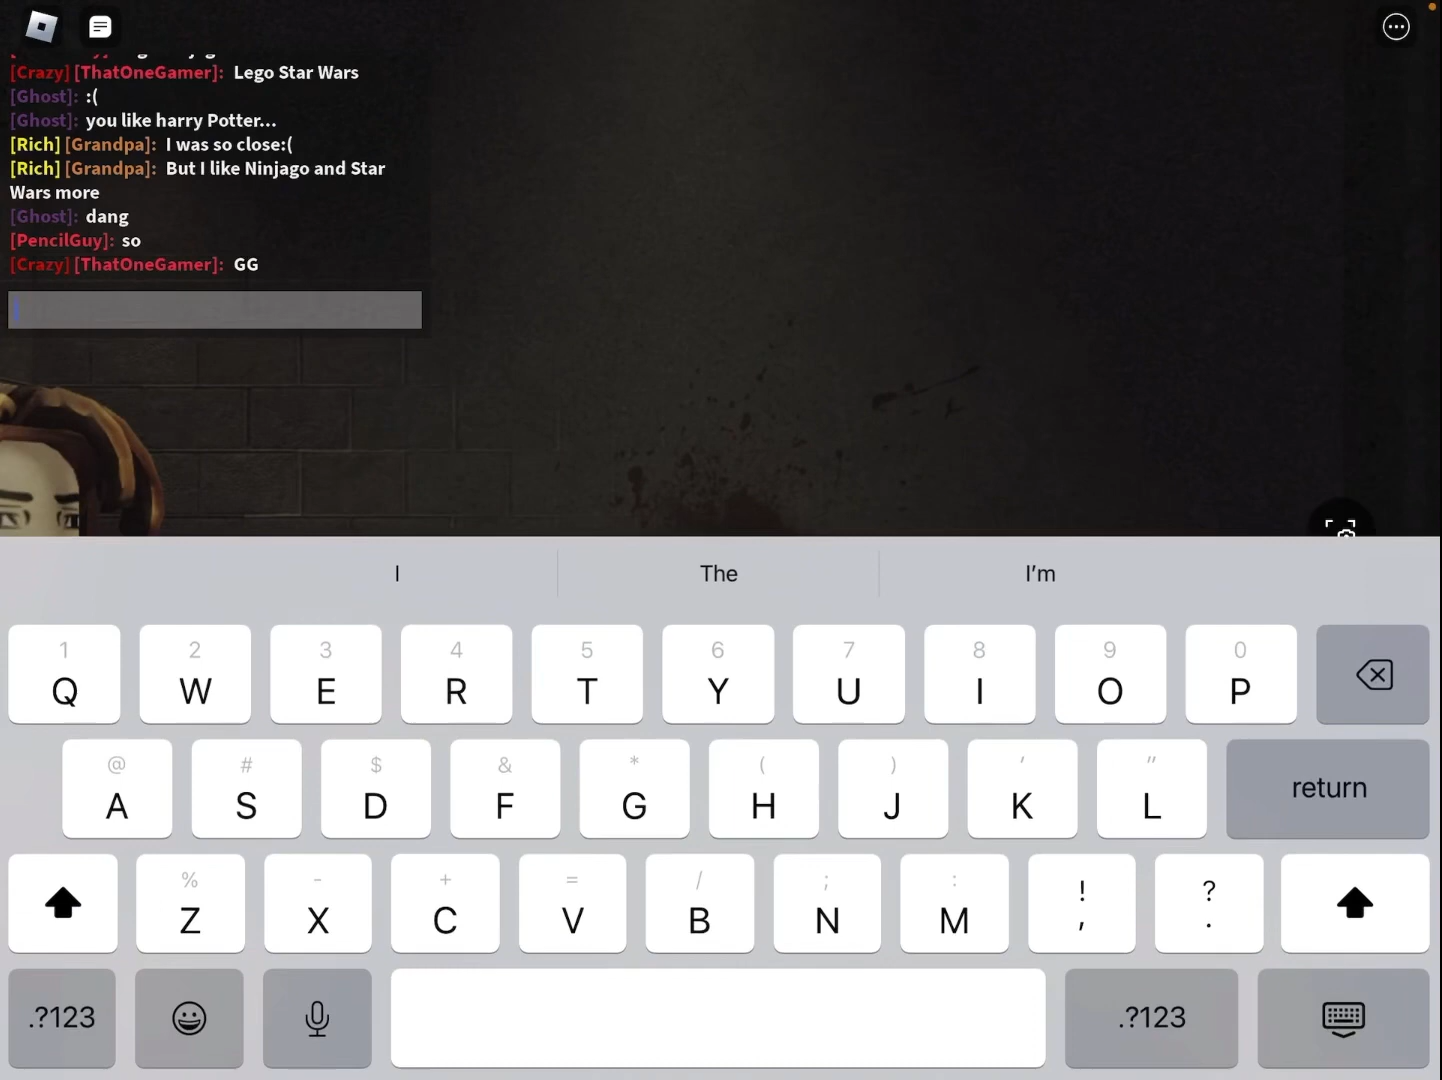 [Crazy] [ThatOneGamer]: Lego Star Wars
[Ghost]: :(
[Ghost]: you like harry Potter...
[Rich] [Grandpa]: I was so close:(
[Rich] [Grandpa]: But I like Ninjago and Star
Wars more
[Ghost]: dang
[PencilGuy]: so
[Crazy] [ThatOneGamer]: GG
I The I'm
1 2 3 4 5 6 7 8 9 0
Q W E R T Y U I O P
@ # $ & * ( ) ' "
A S D F G H J K L return
% - + = / ; : ! ?
Z X C V B N M , .
.?123 .?123